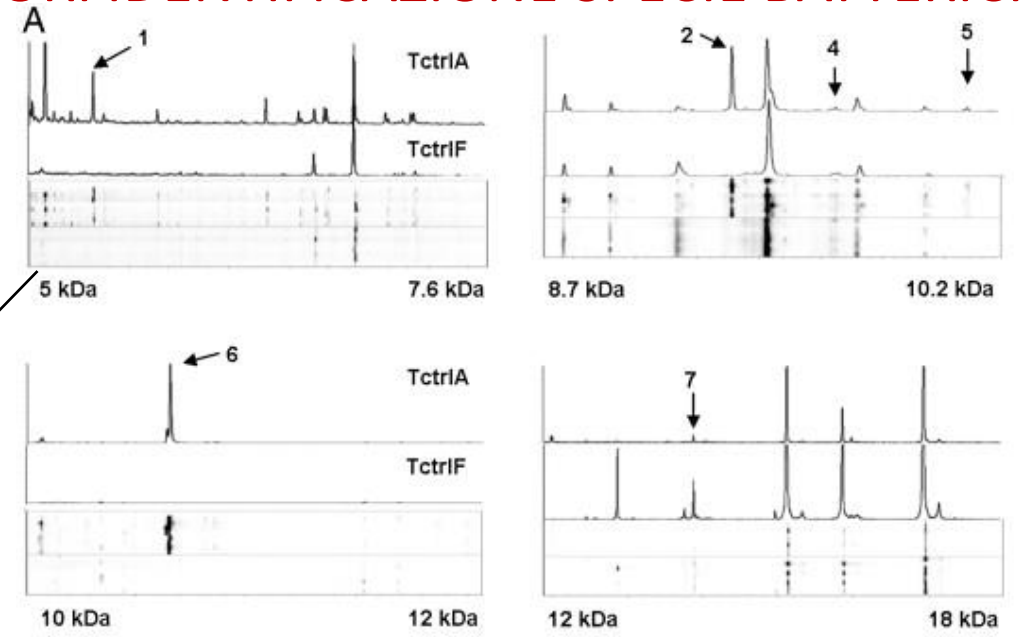 A
1
TctrlA
TctrlF
5 kDa 7.6 kDa
2 4 5
8.7 kDa 10.2 kDa
6
TctrlA
TctrlF
10 kDa 12 kDa
7
12 kDa 18 kDa